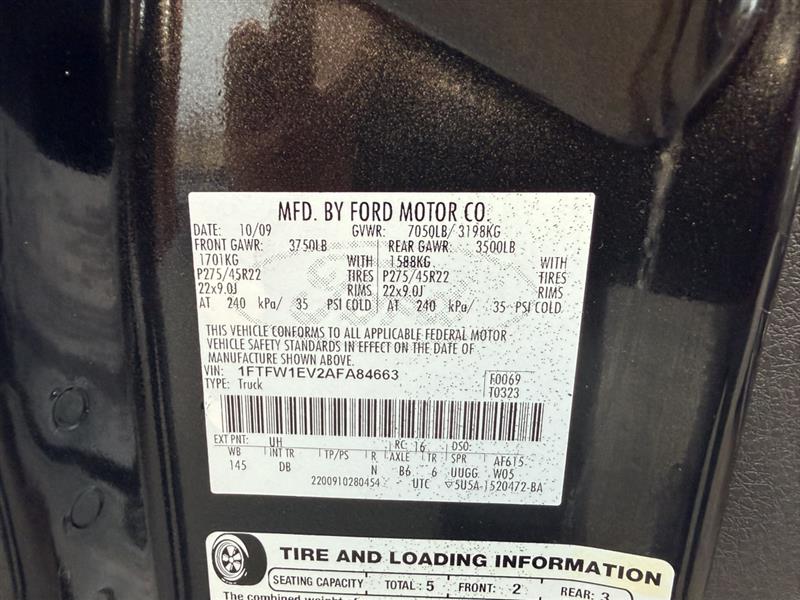 MFD. BY FORD MOTOR CO.
DATE: 10/09 GVWR: 7050LB/ 3198KG
FRONT GAWR: 3750LB REAR GAWR: 3500LB
1701KG WITH 1588KG WITH
P275/45R22 TIRES P275/45R22 TIRES
22x9.0J RIMS 22x9.0J RIMS
AT 240 kPa/ 35 PSI COLD AT 240 kPa/ 35 PSI COLD
THIS VEHICLE CONFORMS TO ALL APPLICABLE FEDERAL MOTOR
VEHICLE SAFETY STANDARDS IN EFFECT ON THE DATE OF
MANUFACTURE SHOWN ABOVE.
VIN: 1FTFW1EV2AFA84663
TYPE: Truck
F0069
T0323
EXT PNT: UH RC: 16 DSO:
WB INT TR TP/PS R AXLE TR SPR AF615
145 DB N B6 6 UUGG W05
2200910280454 UTC 5U5A-1520472-BA
TIRE AND LOADING INFORMATION
SEATING CAPACITY TOTAL: 5 FRONT: 2 REAR: 3
The combined weight of